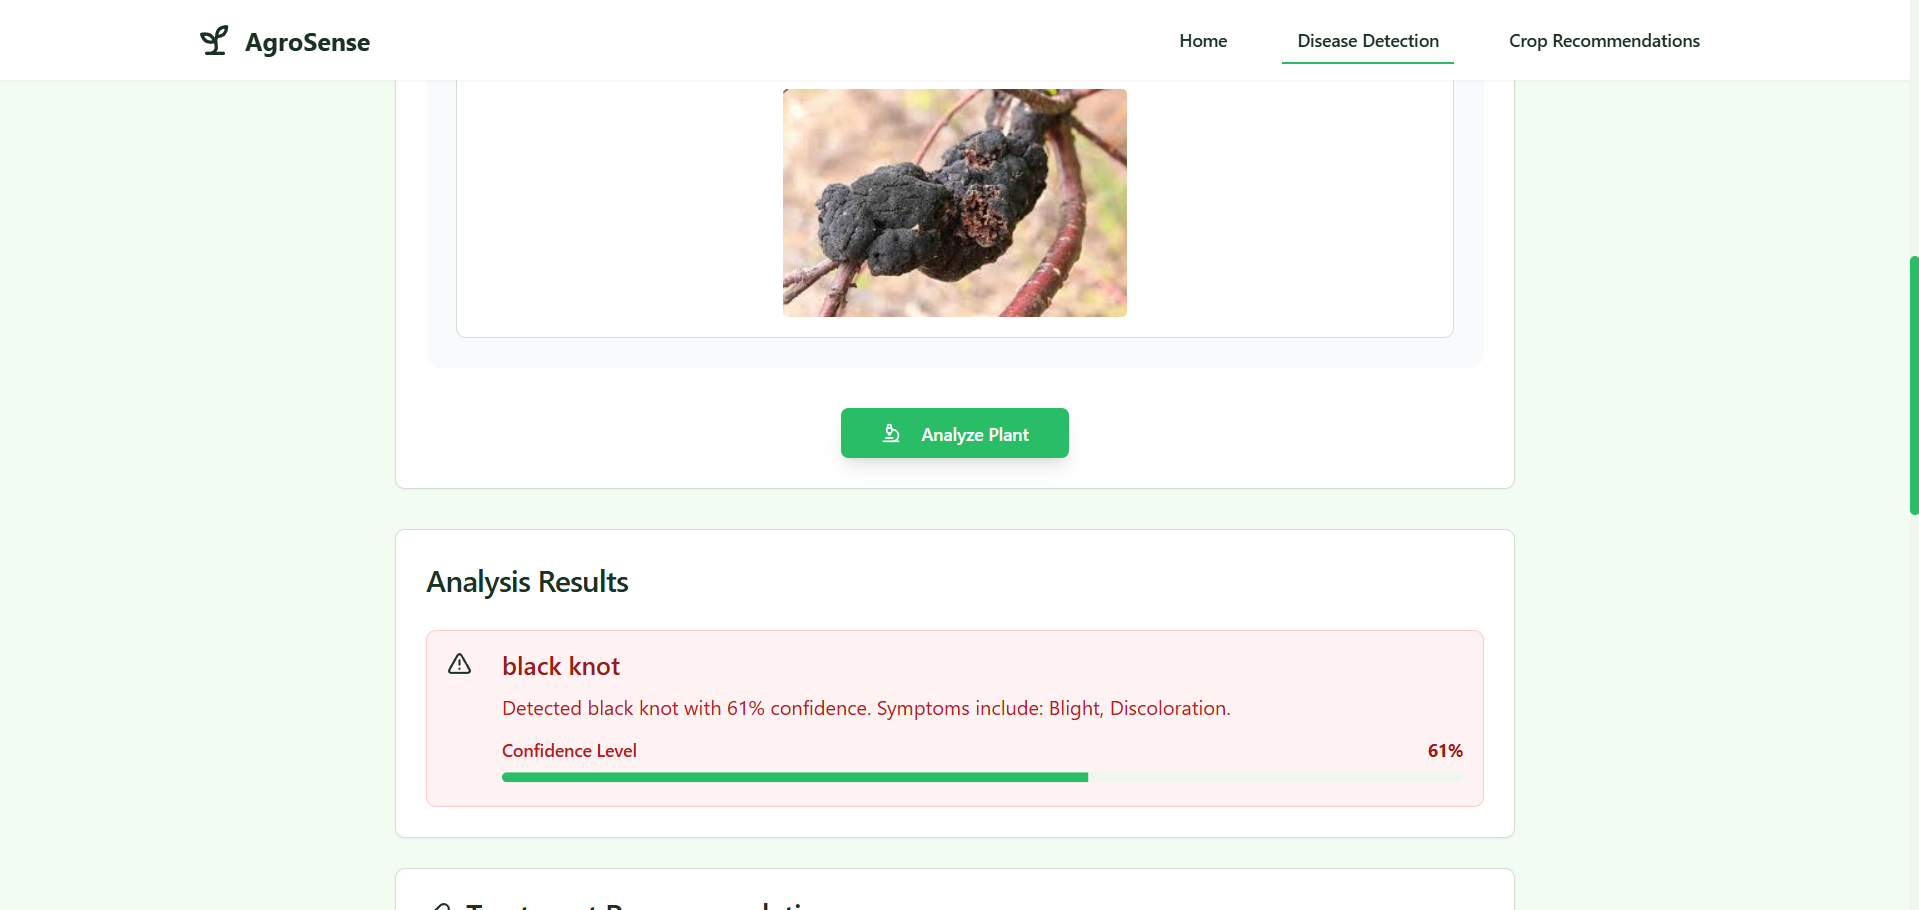 AgroSense
Home
Disease Detection
Crop Recommendations
Analyze Plant
Analysis Results
black knot
Detected black knot with 61% confidence. Symptoms include: Blight, Discoloration.
Confidence Level
61%